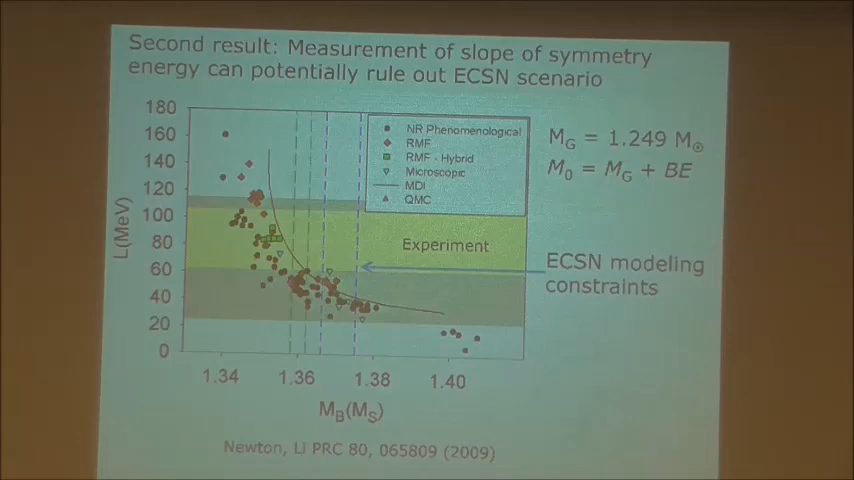 Second result: Measurement of slope of symmetry
energy can potentially rule out ECSN scenario
180
160
140
120
100
80
60
40
20
0
L(MeV)
NR Phenomenological
RMF
RMF - Hybrid
Microscopic
MDI
QMC
Experiment
1.34 1.36 1.38 1.40
M_B(M_S)
M_G = 1.249 M_☉
M_0 = M_G + BE
ECSN modeling
constraints
Newton, LI PRC 80, 065809 (2009)